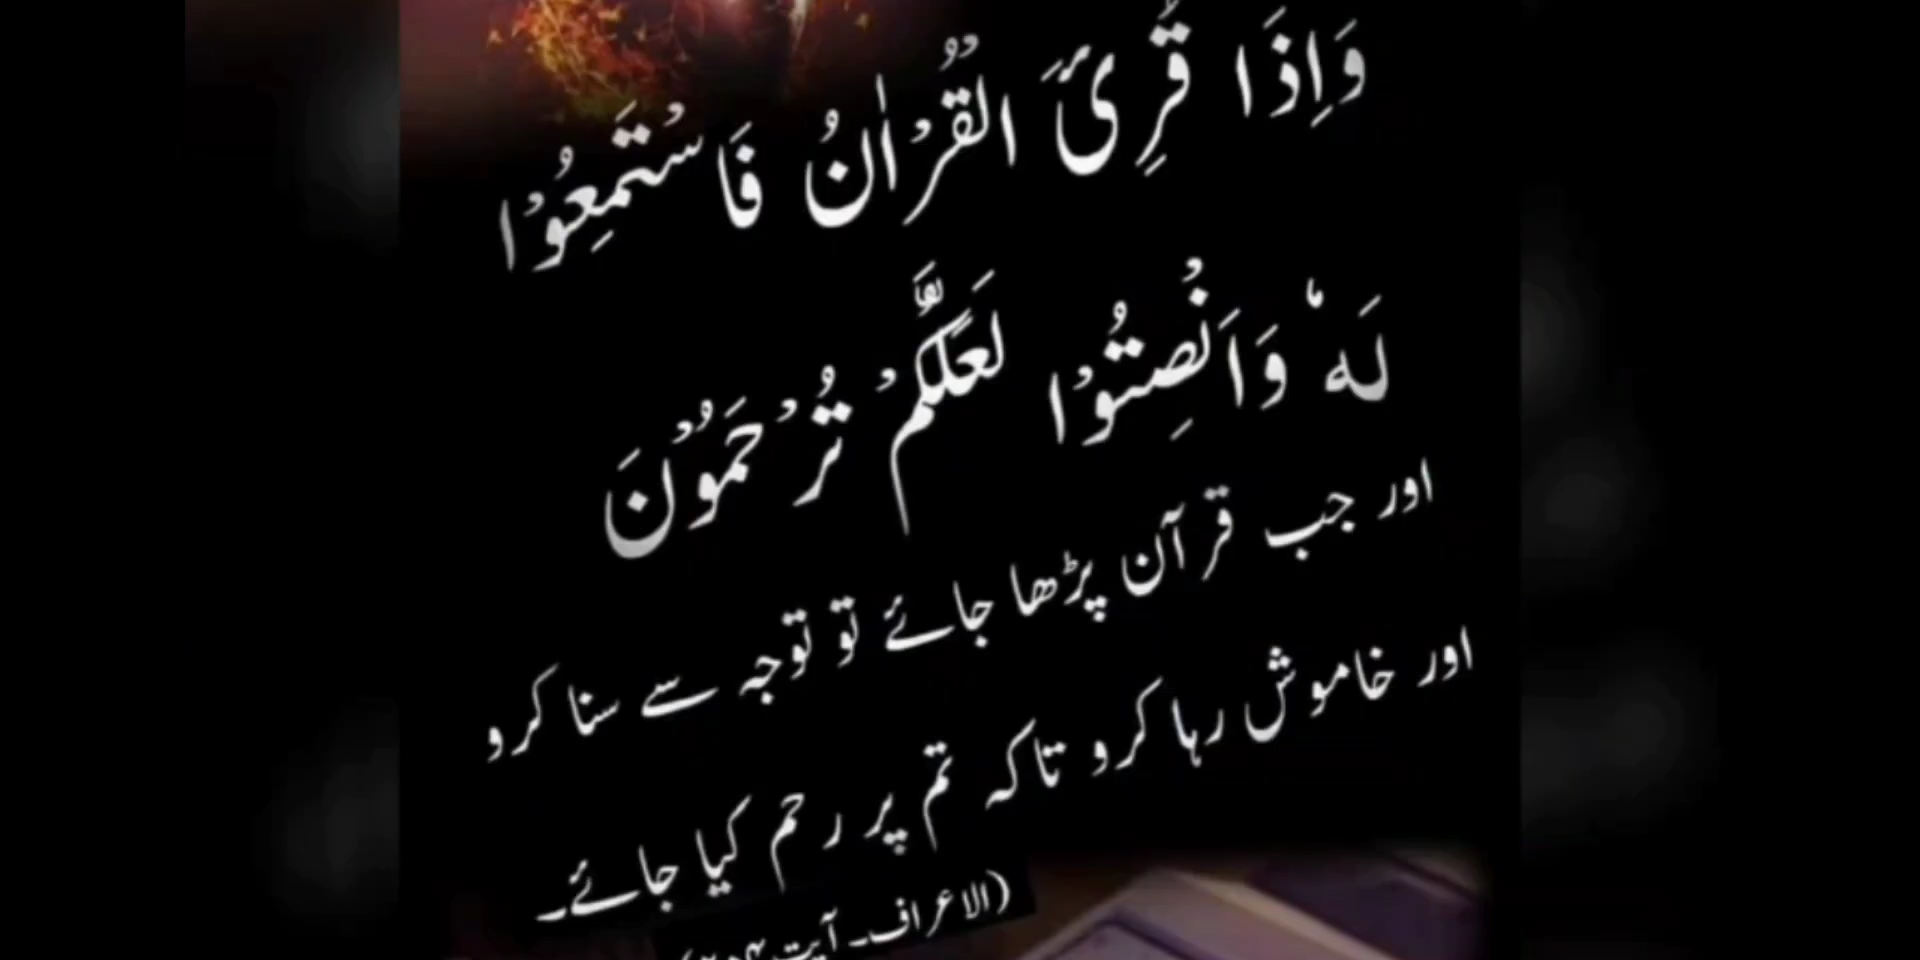 وَاِذَا قُرِئَ الْقُرْاٰنُ فَاسْتَمِعُوْا
لَهٗ وَاَنْصِتُوْا لَعَلَّكُمْ تُرْحَمُوْنَ
اور جب قرآن پڑھا جائے تو توجہ سے سنا کرو
اور خاموش رہا کرو تاکہ تم پر رحم کیا جائے۔
(الاعراف۔ آیت